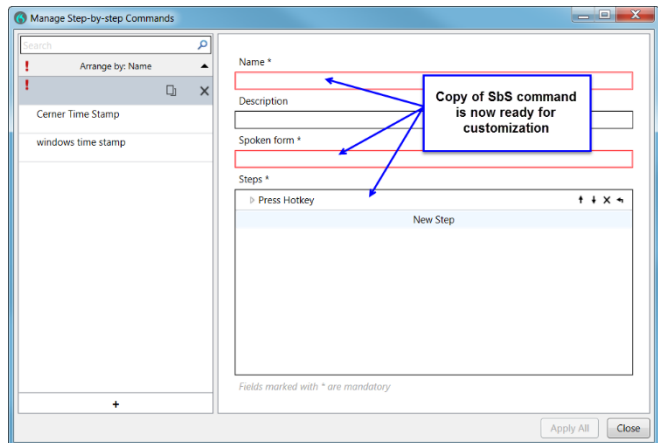 Manage Step-by-step Commands
Search
! Arrange by: Name
!
Cerner Time Stamp
windows time stamp
+
Name *
Description
Spoken form *
Steps *
Press Hotkey
New Step
Copy of SbS command
is now ready for
customization
Fields marked with * are mandatory
Apply All Close